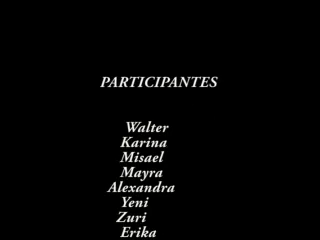 PARTICIPANTES
Walter
Karina
Misael
Mayra
Alexandra
Yeni
Zuri
Erika